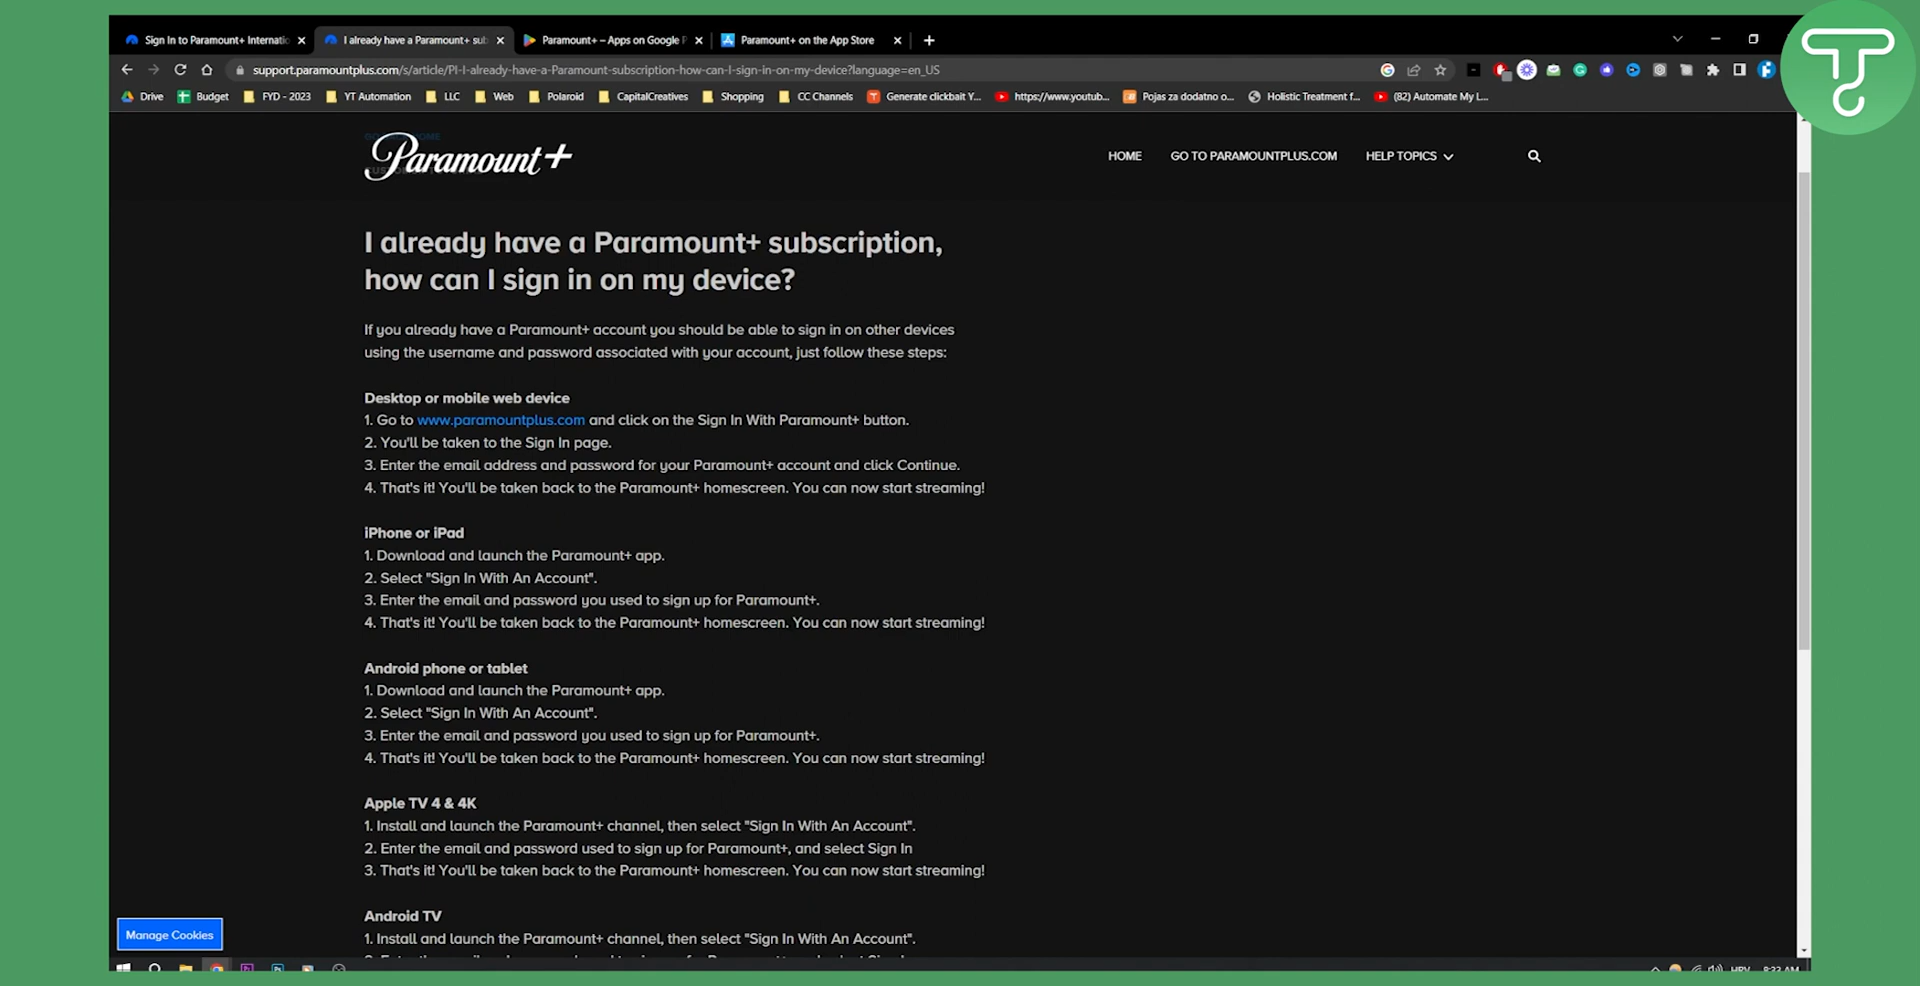 Sign In to Paramount+ Internatio
I already have a Paramount+ sub
Paramount+ – Apps on Google P
Paramount+ on the App Store
support.paramountplus.com/s/article/PI-I-already-have-a-Paramount-subscription-how-can-I-sign-in-on-my-device?language=en_US
Drive
Budget
FYD - 2023
YT Automation
LLC
Web
Polaroid
CapitalCreatives
Shopping
CC Channels
Generate clickbait Y...
https://www.youtub...
Pojas za dodatno o...
Holistic Treatment f...
(82) Automate My L...
Paramount+
HOME
GO TO PARAMOUNTPLUS.COM
HELP TOPICS
I already have a Paramount+ subscription,
how can I sign in on my device?
If you already have a Paramount+ account you should be able to sign in on other devices
using the username and password associated with your account, just follow these steps:
Desktop or mobile web device
1. Go to www.paramountplus.com and click on the Sign In With Paramount+ button.
2. You'll be taken to the Sign In page.
3. Enter the email address and password for your Paramount+ account and click Continue.
4. That's it! You'll be taken back to the Paramount+ homescreen. You can now start streaming!
iPhone or iPad
1. Download and launch the Paramount+ app.
2. Select "Sign In With An Account".
3. Enter the email and password you used to sign up for Paramount+.
4. That's it! You'll be taken back to the Paramount+ homescreen. You can now start streaming!
Android phone or tablet
1. Download and launch the Paramount+ app.
2. Select "Sign In With An Account".
3. Enter the email and password you used to sign up for Paramount+.
4. That's it! You'll be taken back to the Paramount+ homescreen. You can now start streaming!
Apple TV 4 & 4K
1. Install and launch the Paramount+ channel, then select "Sign In With An Account".
2. Enter the email and password used to sign up for Paramount+, and select Sign In
3. That's it! You'll be taken back to the Paramount+ homescreen. You can now start streaming!
Android TV
1. Install and launch the Paramount+ channel, then select "Sign In With An Account".
Manage Cookies
HRV
8:33 AM